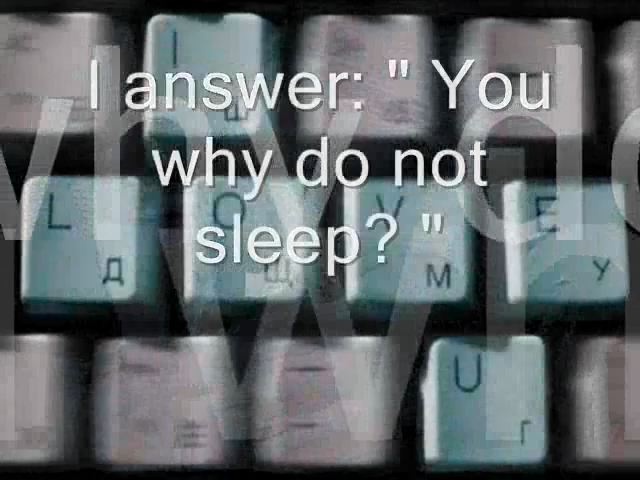 I answer: " You
why do not
sleep? "
I
Ш
L O V E
Д Щ М У
U
Г